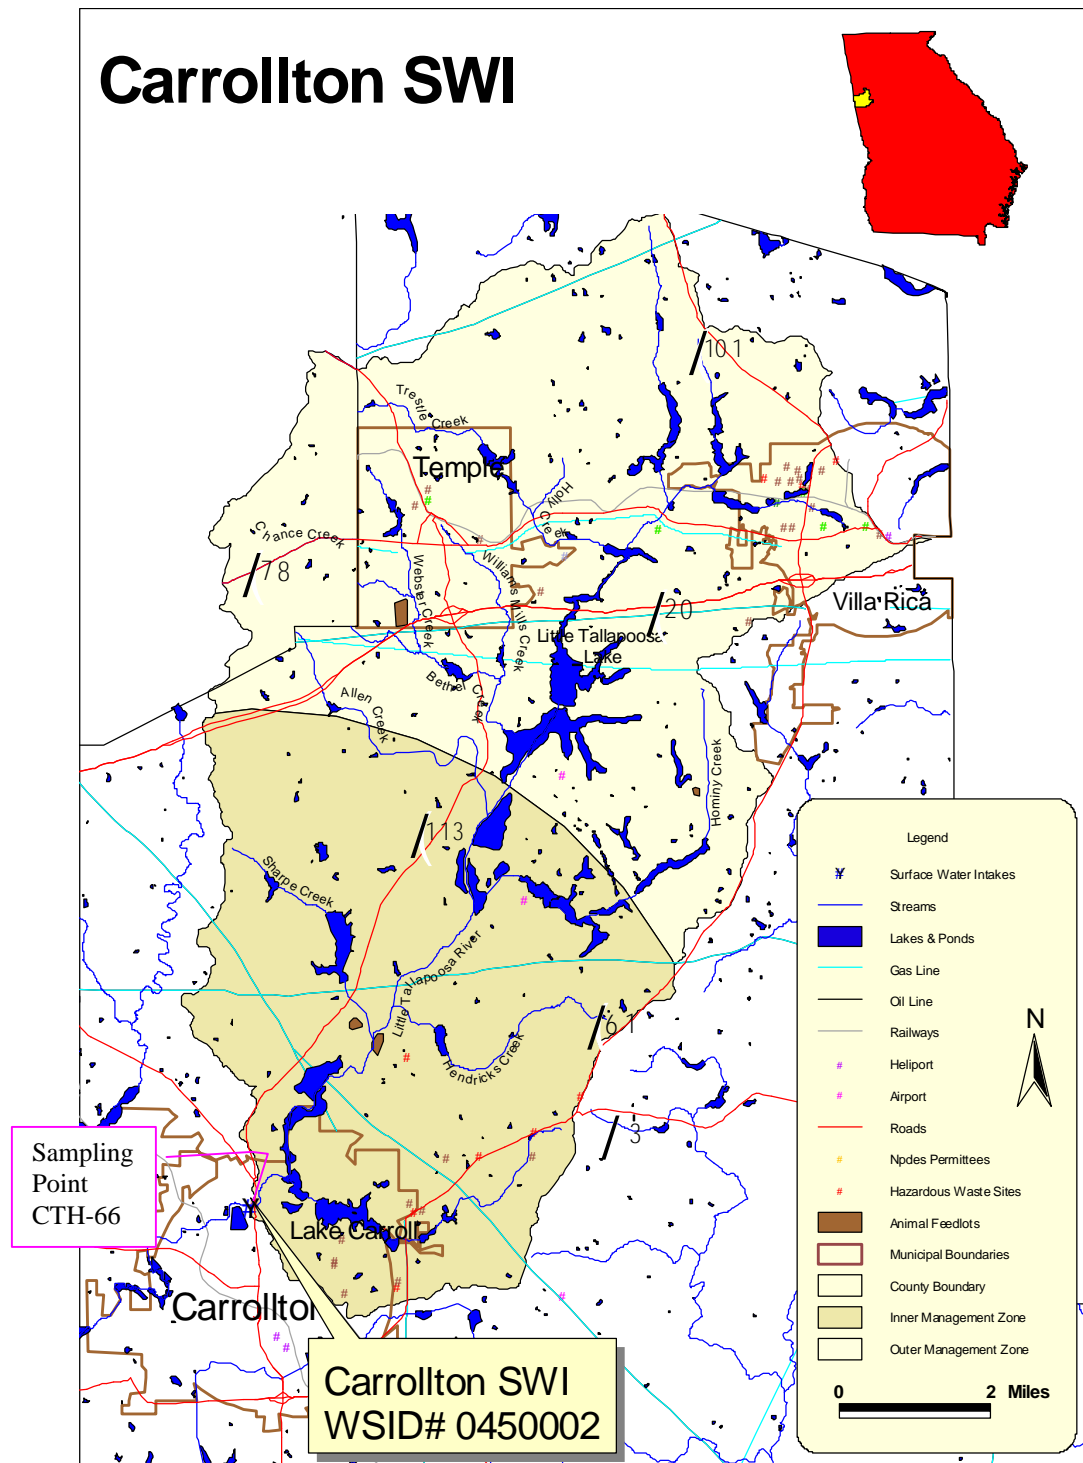 Carrollton SWI
101
Trestle Creek
Temple
Holly Creek
Chance Creek
78
Webster Creek
Williams Mills Creek
20
Villa Rica
Little Tallapoosa
Lake
Bethel Creek
Allen Creek
Hominy Creek
113
Sharpe Creek
Little Tallapoosa River
61
Hendricks Creek
3
Sampling
Point
CTH-66
Lake Carroll
Carrollton
Carrollton SWI
WSID# 0450002
Legend
Surface Water Intakes
Streams
Lakes & Ponds
Gas Line
Oil Line
Railways
Heliport
Airport
Roads
Npdes Permittees
Hazardous Waste Sites
Animal Feedlots
Municipal Boundaries
County Boundary
Inner Management Zone
Outer Management Zone
N
0 2 Miles